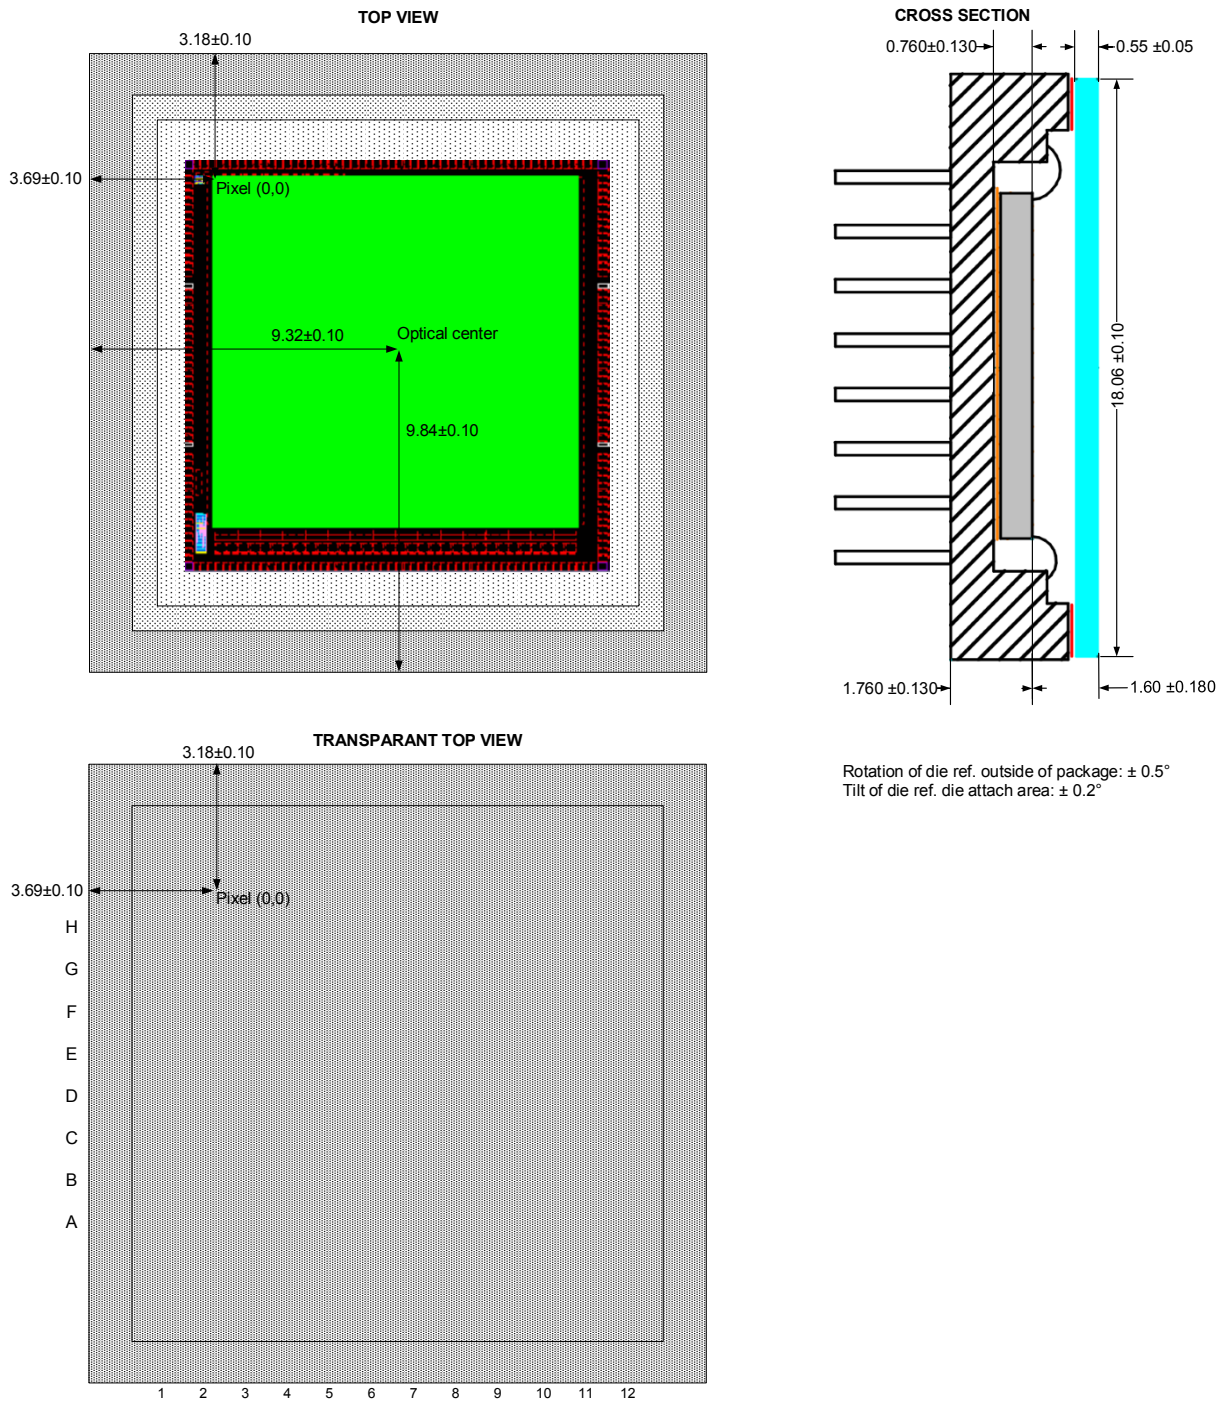 TOP VIEW
CROSS SECTION
3.18±0.10
0.760±0.130
0.55 ±0.05
3.69±0.10
Pixel (0,0)
9.32±0.10
Optical center
18.06 ±0.10
9.84±0.10
1.760 ±0.130
1.60 ±0.180
TRANSPARANT TOP VIEW
3.18±0.10
Rotation of die ref. outside of package: ± 0.5°
Tilt of die ref. die attach area: ± 0.2°
3.69±0.10
Pixel (0,0)
H
G
F
E
D
C
B
A
1 2 3 4 5 6 7 8 9 10 11 12